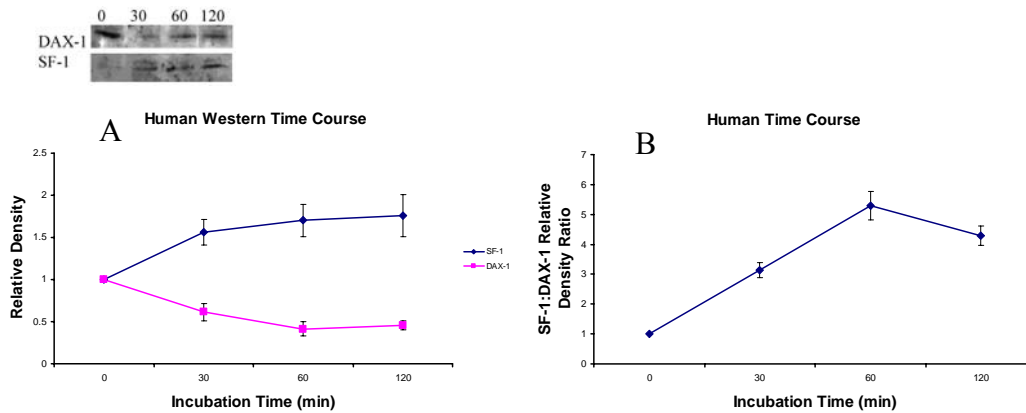 0 30 60 120
DAX-1
SF-1
A
Human Western Time Course
2.5
2
1.5
1
0.5
0
Relative Density
0 30 60 120
Incubation Time (min)
SF-1
DAX-1
B
Human Time Course
7
6
5
4
3
2
1
0
SF-1:DAX-1 Relative
Density Ratio
0 30 60 120
Incubation Time (min)